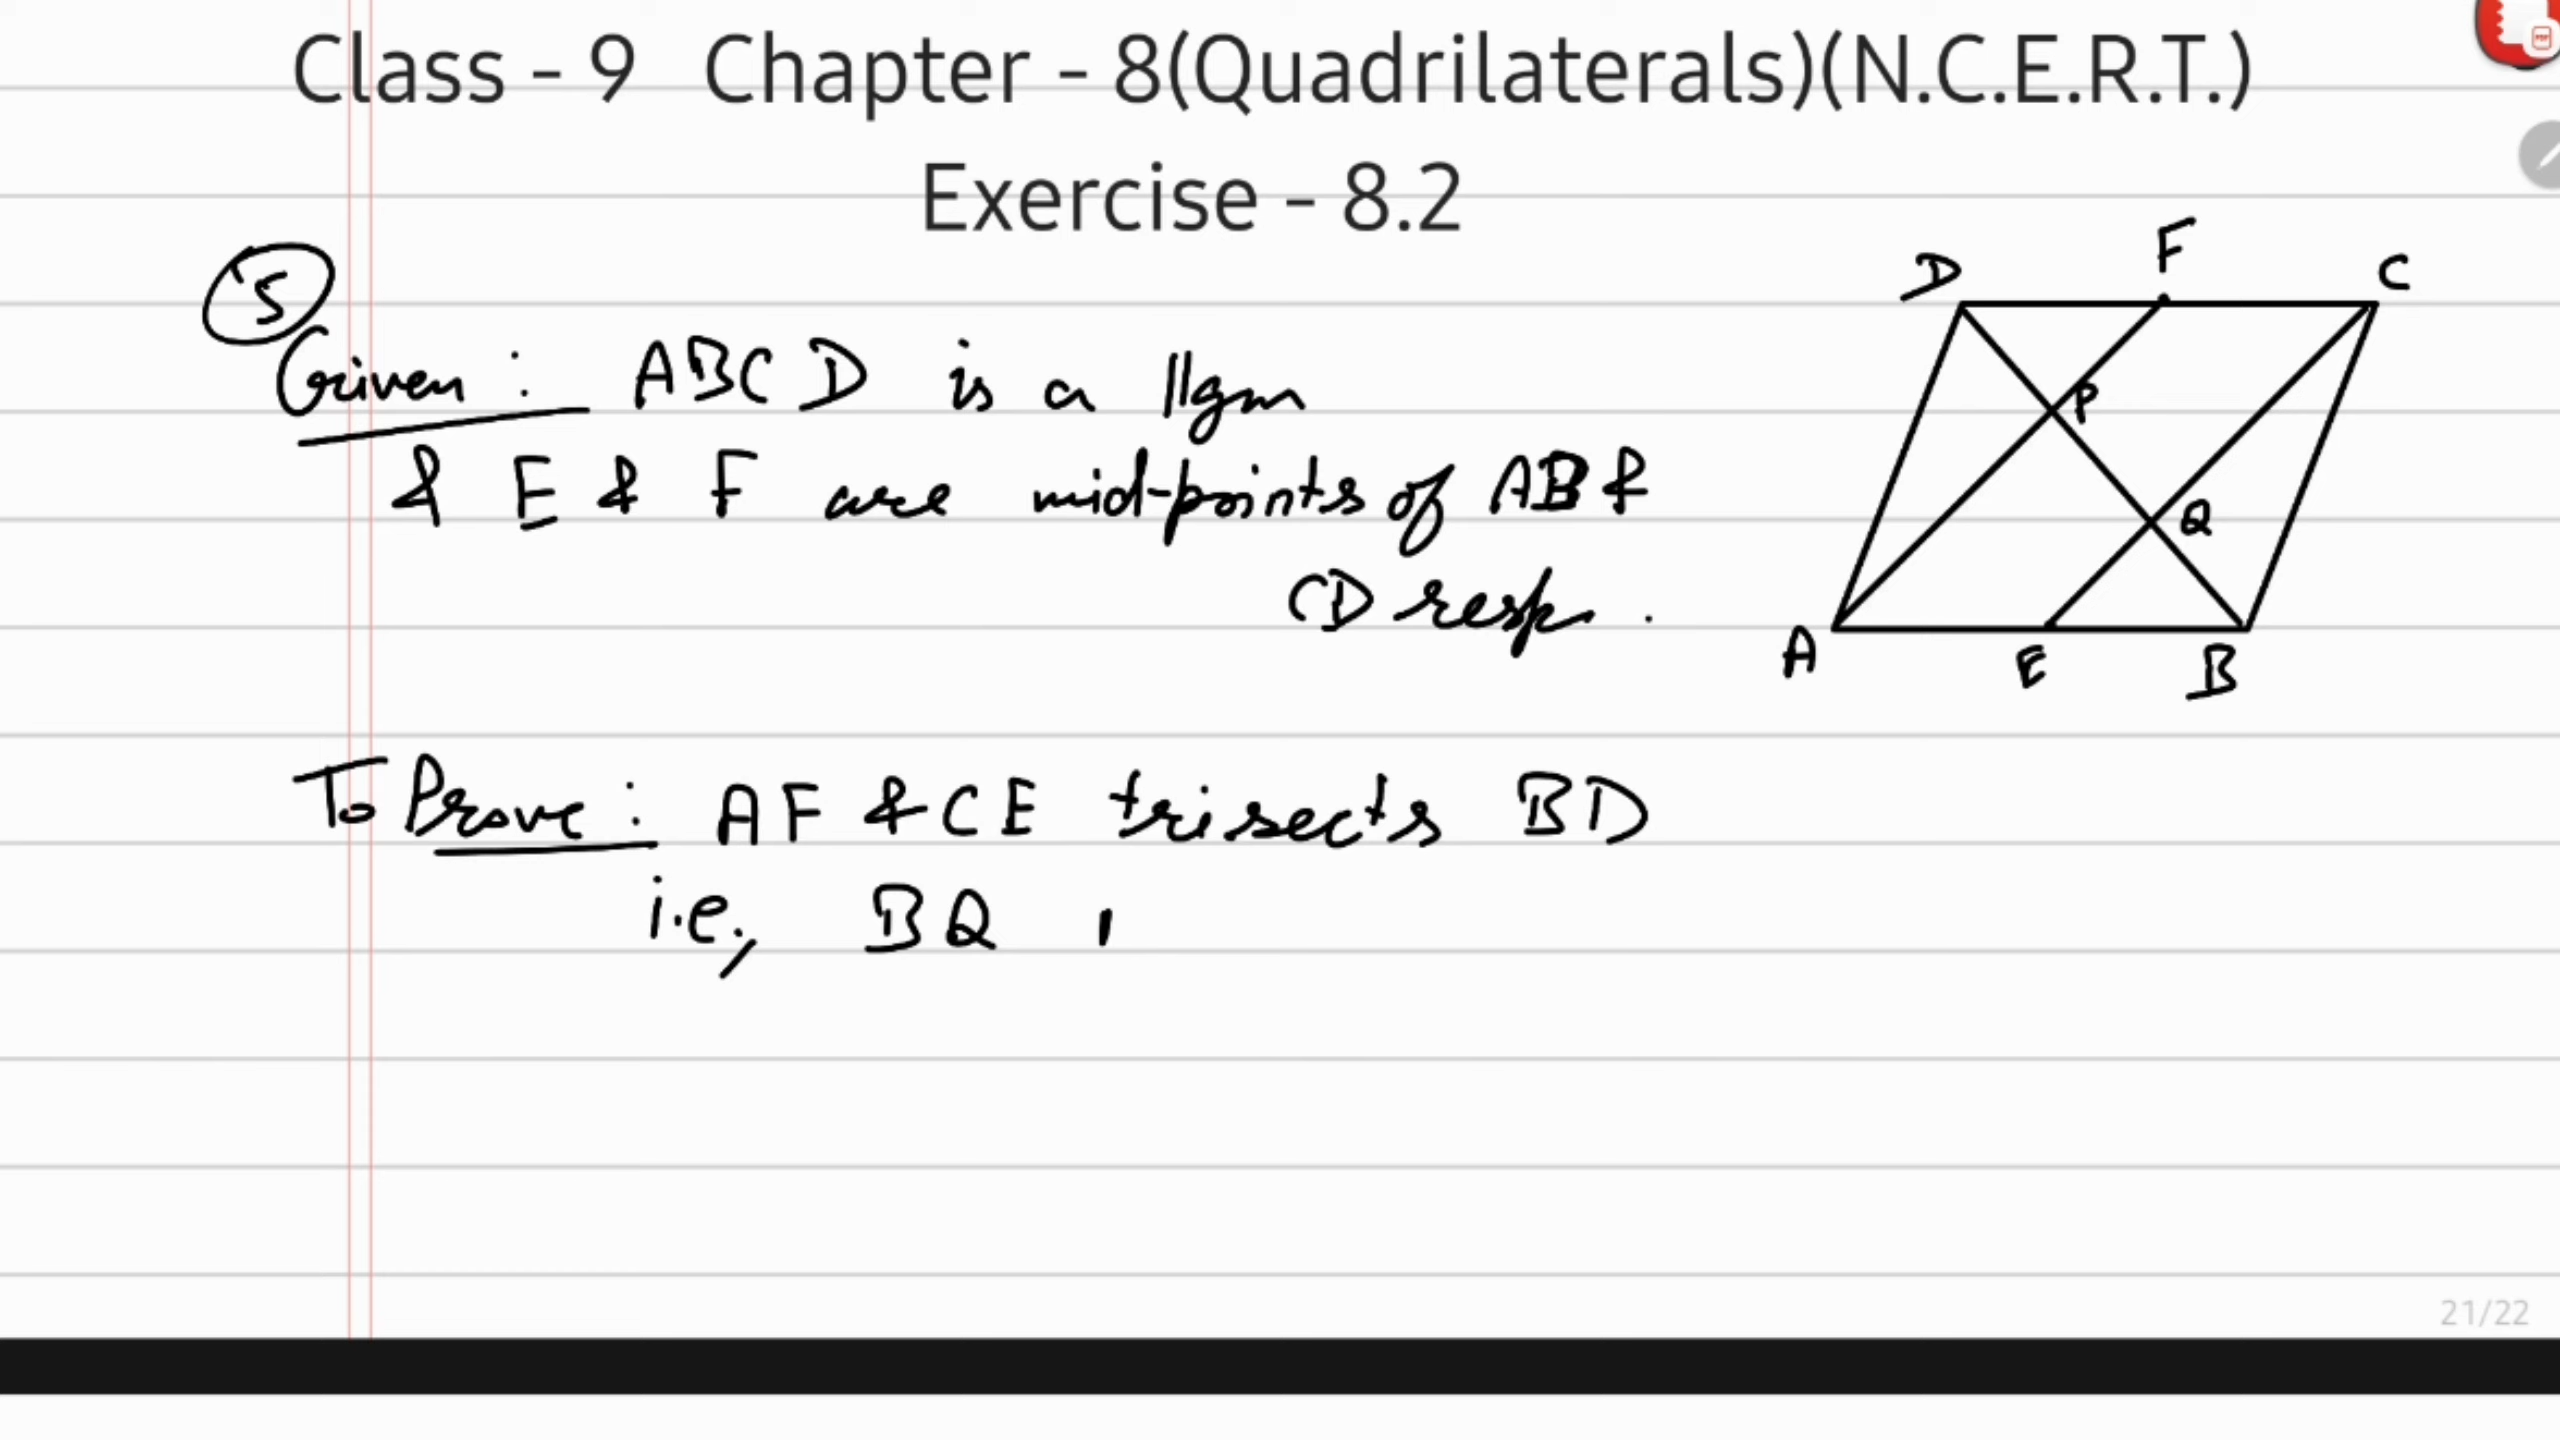 Class - 9 Chapter - 8(Quadrilaterals)(N.C.E.R.T.)
Exercise - 8.2
5
Given : ABCD is a ||gm
& E & F are mid-points of AB &
CD resp.
D F C
P
Q
A E B
To Prove : AF & CE trisects BD
i.e., BQ
21/22